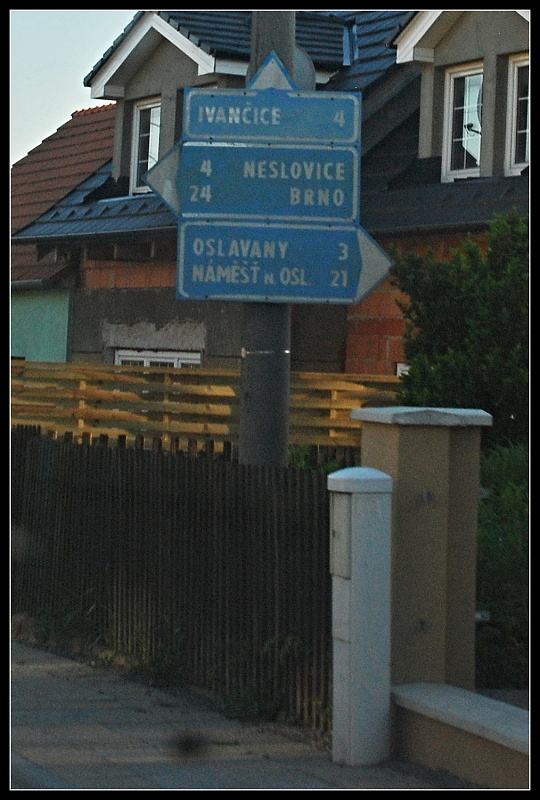 IVANČICE 4
4 NESLOVICE
24 BRNO
OSLAVANY 3
NÁMĚŠŤ N. OSL. 21